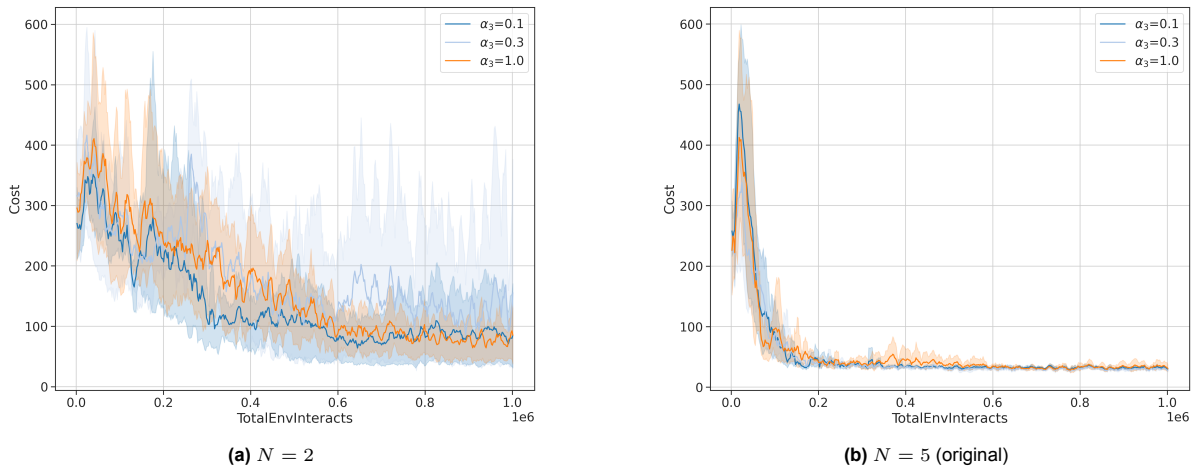 600
500
400
300
200
100
0
Cost
α₃=0.1
α₃=0.3
α₃=1.0
0.0 0.2 0.4 0.6 0.8 1.0
1e6
TotalEnvInteracts
(a) N = 2
600
500
400
300
200
100
0
Cost
α₃=0.1
α₃=0.3
α₃=1.0
0.0 0.2 0.4 0.6 0.8 1.0
1e6
TotalEnvInteracts
(b) N = 5 (original)